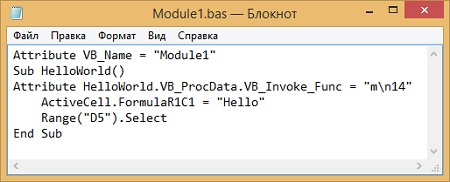 Module1.bas — Блокнот
Файл Правка Формат Вид Справка
Attribute VB_Name = "Module1"
Sub HelloWorld()
Attribute HelloWorld.VB_ProcData.VB_Invoke_Func = "m\n14"
    ActiveCell.FormulaR1C1 = "Hello"
    Range("D5").Select
End Sub